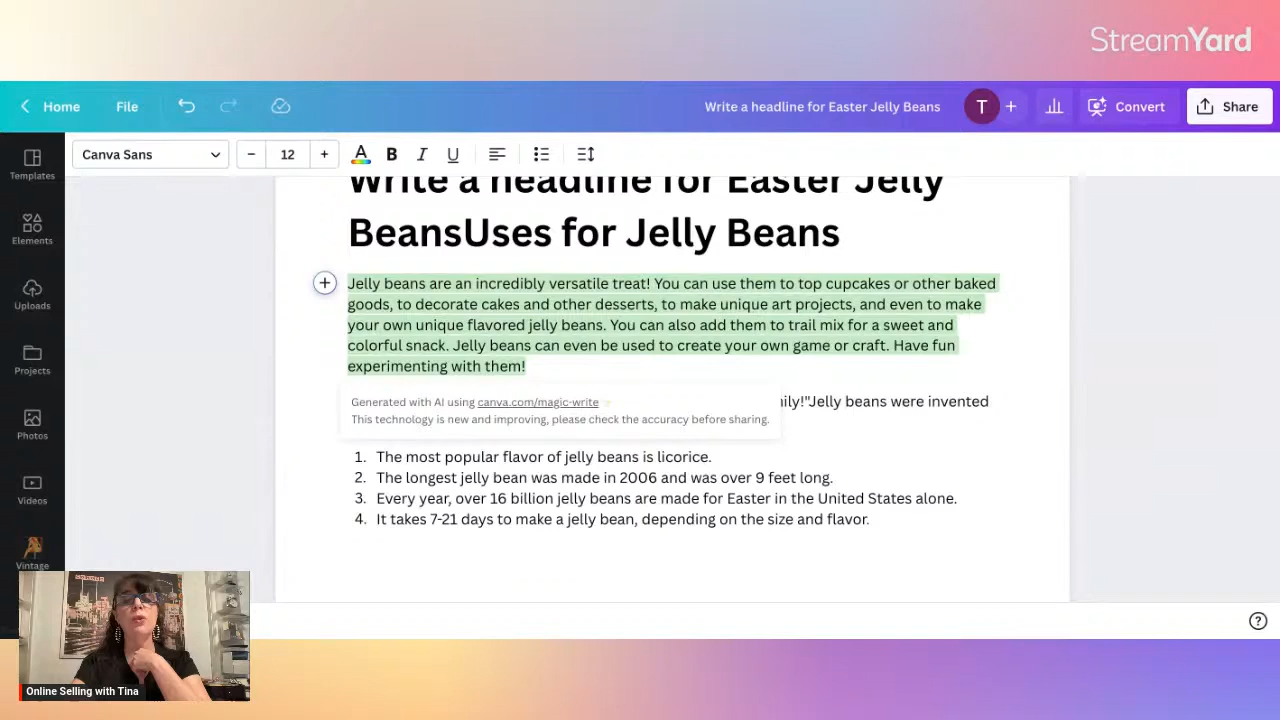 StreamYard
Home File Write a headline for Easter Jelly Beans T + Convert Share
Canva Sans − 12 + A B I U
Templates
Elements
Uploads
Projects
Photos
Videos
Vintage
Write a headline for Easter Jelly
BeansUses for Jelly Beans
Jelly beans are an incredibly versatile treat! You can use them to top cupcakes or other baked
goods, to decorate cakes and other desserts, to make unique art projects, and even to make
your own unique flavored jelly beans. You can also add them to trail mix for a sweet and
colorful snack. Jelly beans can even be used to create your own game or craft. Have fun
experimenting with them!
Generated with AI using canva.com/magic-write
This technology is new and improving, please check the accuracy before sharing.
ily!"Jelly beans were invented
1. The most popular flavor of jelly beans is licorice.
2. The longest jelly bean was made in 2006 and was over 9 feet long.
3. Every year, over 16 billion jelly beans are made for Easter in the United States alone.
4. It takes 7-21 days to make a jelly bean, depending on the size and flavor.
Online Selling with Tina